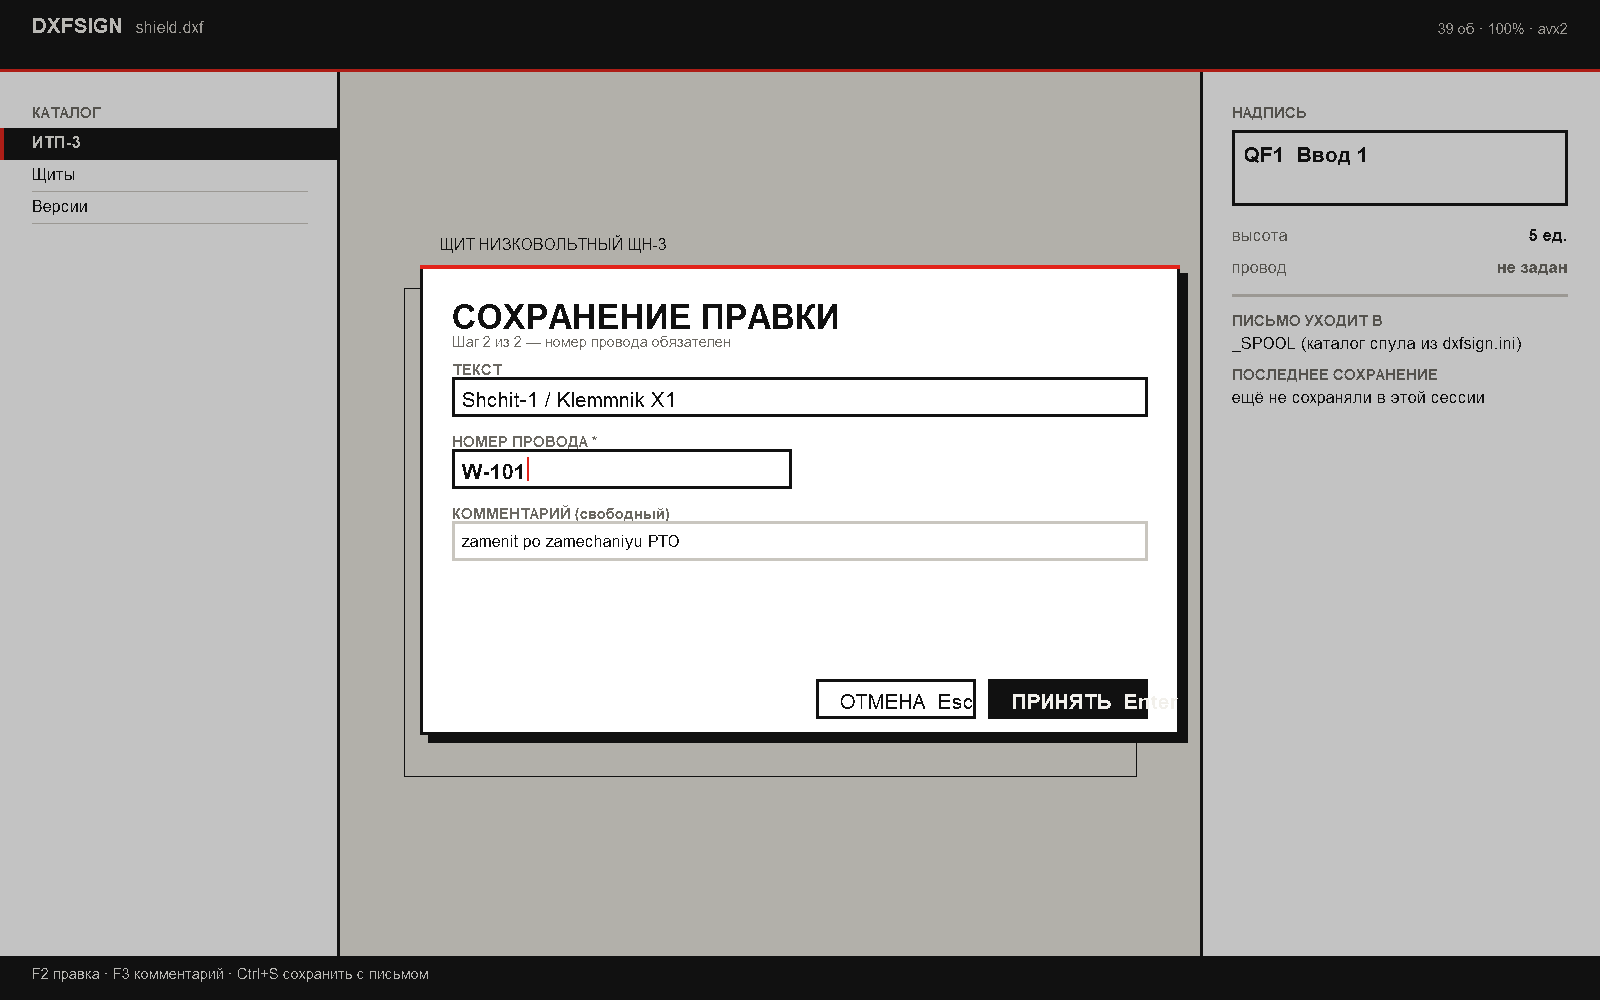 DXFSIGN shield.dxf
39 об · 100% · avx2
КАТАЛОГ
ИТП-3
Щиты
Версии
ЩИТ НИЗКОВОЛЬТНЫЙ ЩН-3
СОХРАНЕНИЕ ПРАВКИ
Шаг 2 из 2 — номер провода обязателен
ТЕКСТ
Shchit-1 / Klemmnik X1
НОМЕР ПРОВОДА *
W-101
КОММЕНТАРИЙ (свободный)
zamenit po zamechaniyu PTO
ОТМЕНА Esc
ПРИНЯТЬ Enter
НАДПИСЬ
QF1 Ввод 1
высота 5 ед.
провод не задан
ПИСЬМО УХОДИТ В
_SPOOL (каталог спула из dxfsign.ini)
ПОСЛЕДНЕЕ СОХРАНЕНИЕ
ещё не сохраняли в этой сессии
F2 правка · F3 комментарий · Ctrl+S сохранить с письмом